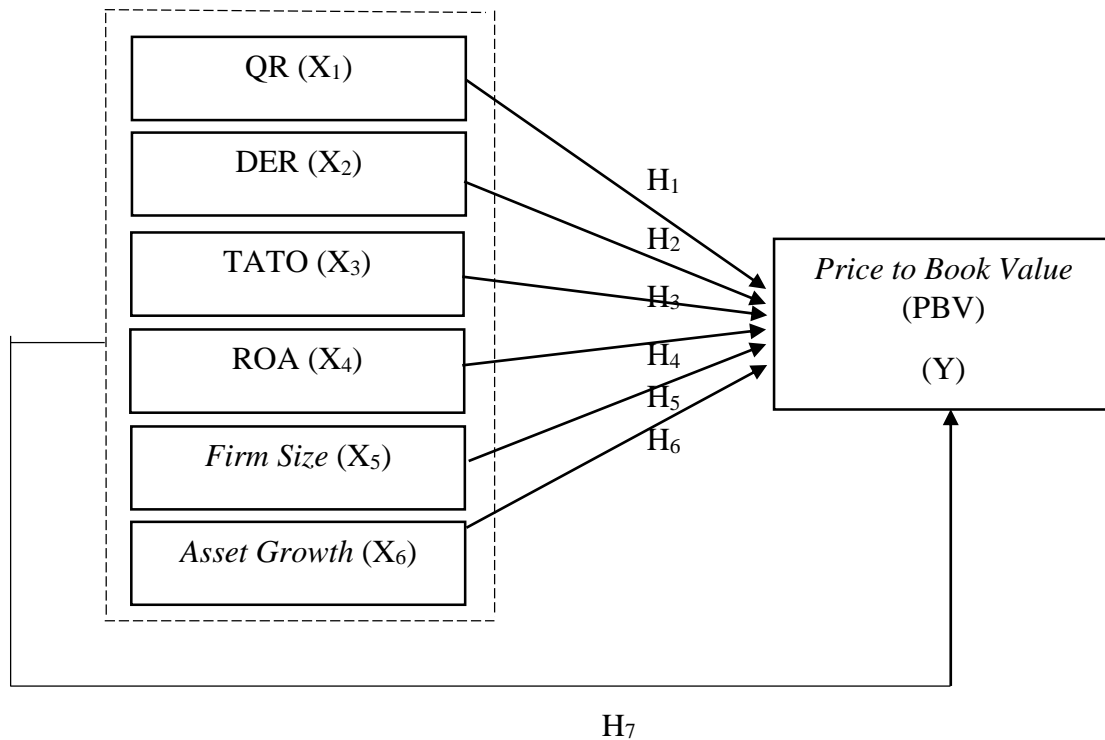 QR (X₁)
DER (X₂)
TATO (X₃)
ROA (X₄)
Firm Size (X₅)
Asset Growth (X₆)
H₁
H₂
H₃
H₄
H₅
H₆
Price to Book Value
(PBV)
(Y)
H₇